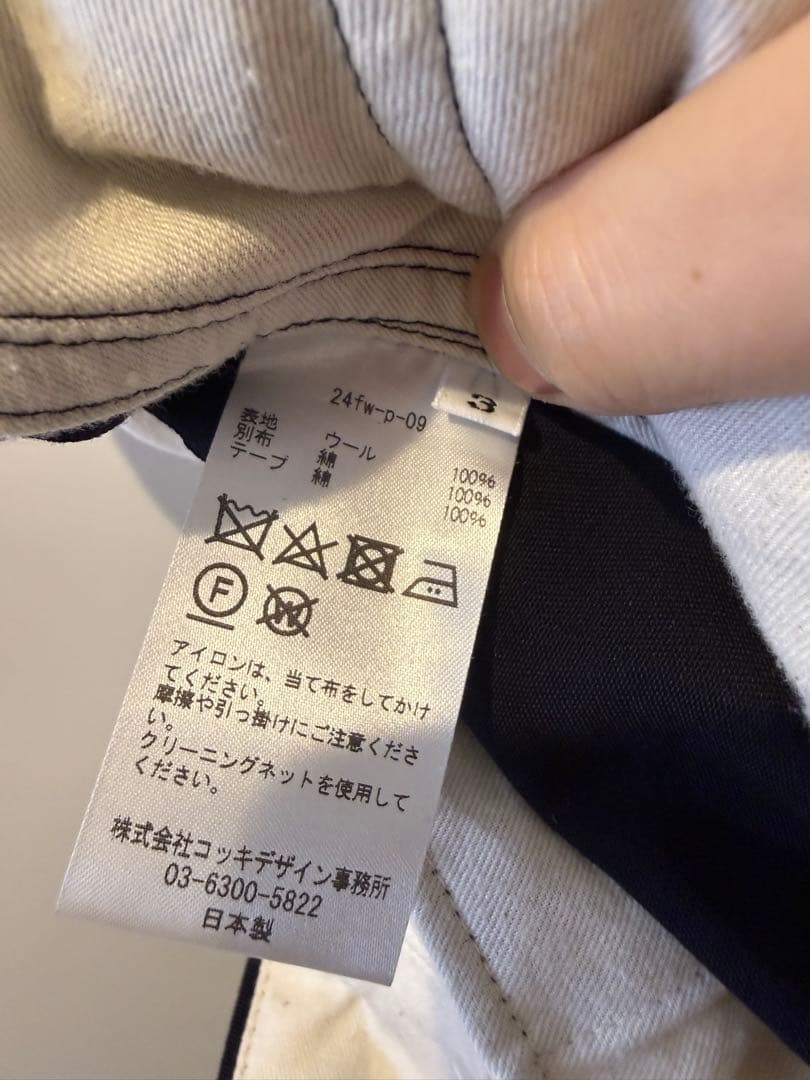 24fw-p-09
3
表地 ウール 100%
別布 綿 100%
テープ 綿 100%
F
W
アイロンは、当て布をしてかけ
てください。
摩擦や引っ掛けにご注意くださ
い。
クリーニングネットを使用して
ください。
株式会社コッキデザイン事務所
03-6300-5822
日本製